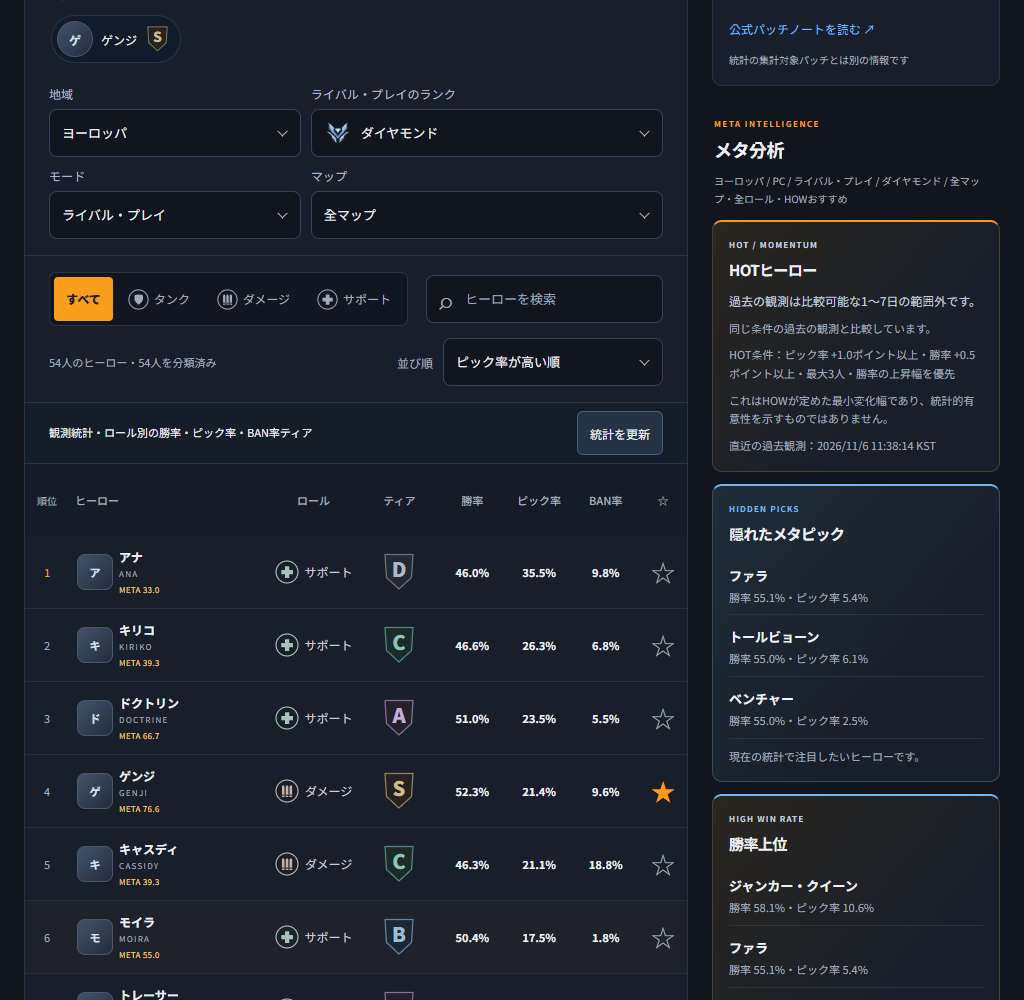 ゲ ゲンジ S
地域
ライバル・プレイのランク
ヨーロッパ
ダイヤモンド
モード
マップ
ライバル・プレイ
全マップ
すべて タンク ダメージ サポート
ヒーローを検索
54人のヒーロー・54人を分類済み
並び順
ピック率が高い順
観測統計・ロール別の勝率・ピック率・BAN率ティア
統計を更新
順位 ヒーロー ロール ティア 勝率 ピック率 BAN率 ☆
1 ア アナ サポート D 46.0% 35.5% 9.8% ☆
ANA
META 33.0
2 キ キリコ サポート C 46.6% 26.3% 6.8% ☆
KIRIKO
META 39.3
3 ド ドクトリン サポート A 51.0% 23.5% 5.5% ☆
DOCTRINE
META 66.7
4 ゲ ゲンジ ダメージ S 52.3% 21.4% 9.6% ★
GENJI
META 76.6
5 キ キャスディ ダメージ C 46.3% 21.1% 18.8% ☆
CASSIDY
META 39.3
6 モ モイラ サポート B 50.4% 17.5% 1.8% ☆
MOIRA
META 55.0
トレーサー
公式パッチノートを読む ↗
統計の集計対象パッチとは別の情報です
META INTELLIGENCE
メタ分析
ヨーロッパ / PC / ライバル・プレイ / ダイヤモンド / 全マッ
プ・全ロール・HOWおすすめ
HOT / MOMENTUM
HOTヒーロー
過去の観測は比較可能な1〜7日の範囲外です。
同じ条件の過去の観測と比較しています。
HOT条件：ピック率 +1.0ポイント以上・勝率 +0.5
ポイント以上・最大3人・勝率の上昇幅を優先
これはHOWが定めた最小変化幅であり、統計的有
意性を示すものではありません。
直近の過去観測：2026/11/6 11:38:14 KST
HIDDEN PICKS
隠れたメタピック
ファラ
勝率 55.1%・ピック率 5.4%
トールビョーン
勝率 55.0%・ピック率 6.1%
ベンチャー
勝率 55.0%・ピック率 2.5%
現在の統計で注目したいヒーローです。
HIGH WIN RATE
勝率上位
ジャンカー・クイーン
勝率 58.1%・ピック率 10.6%
ファラ
勝率 55.1%・ピック率 5.4%